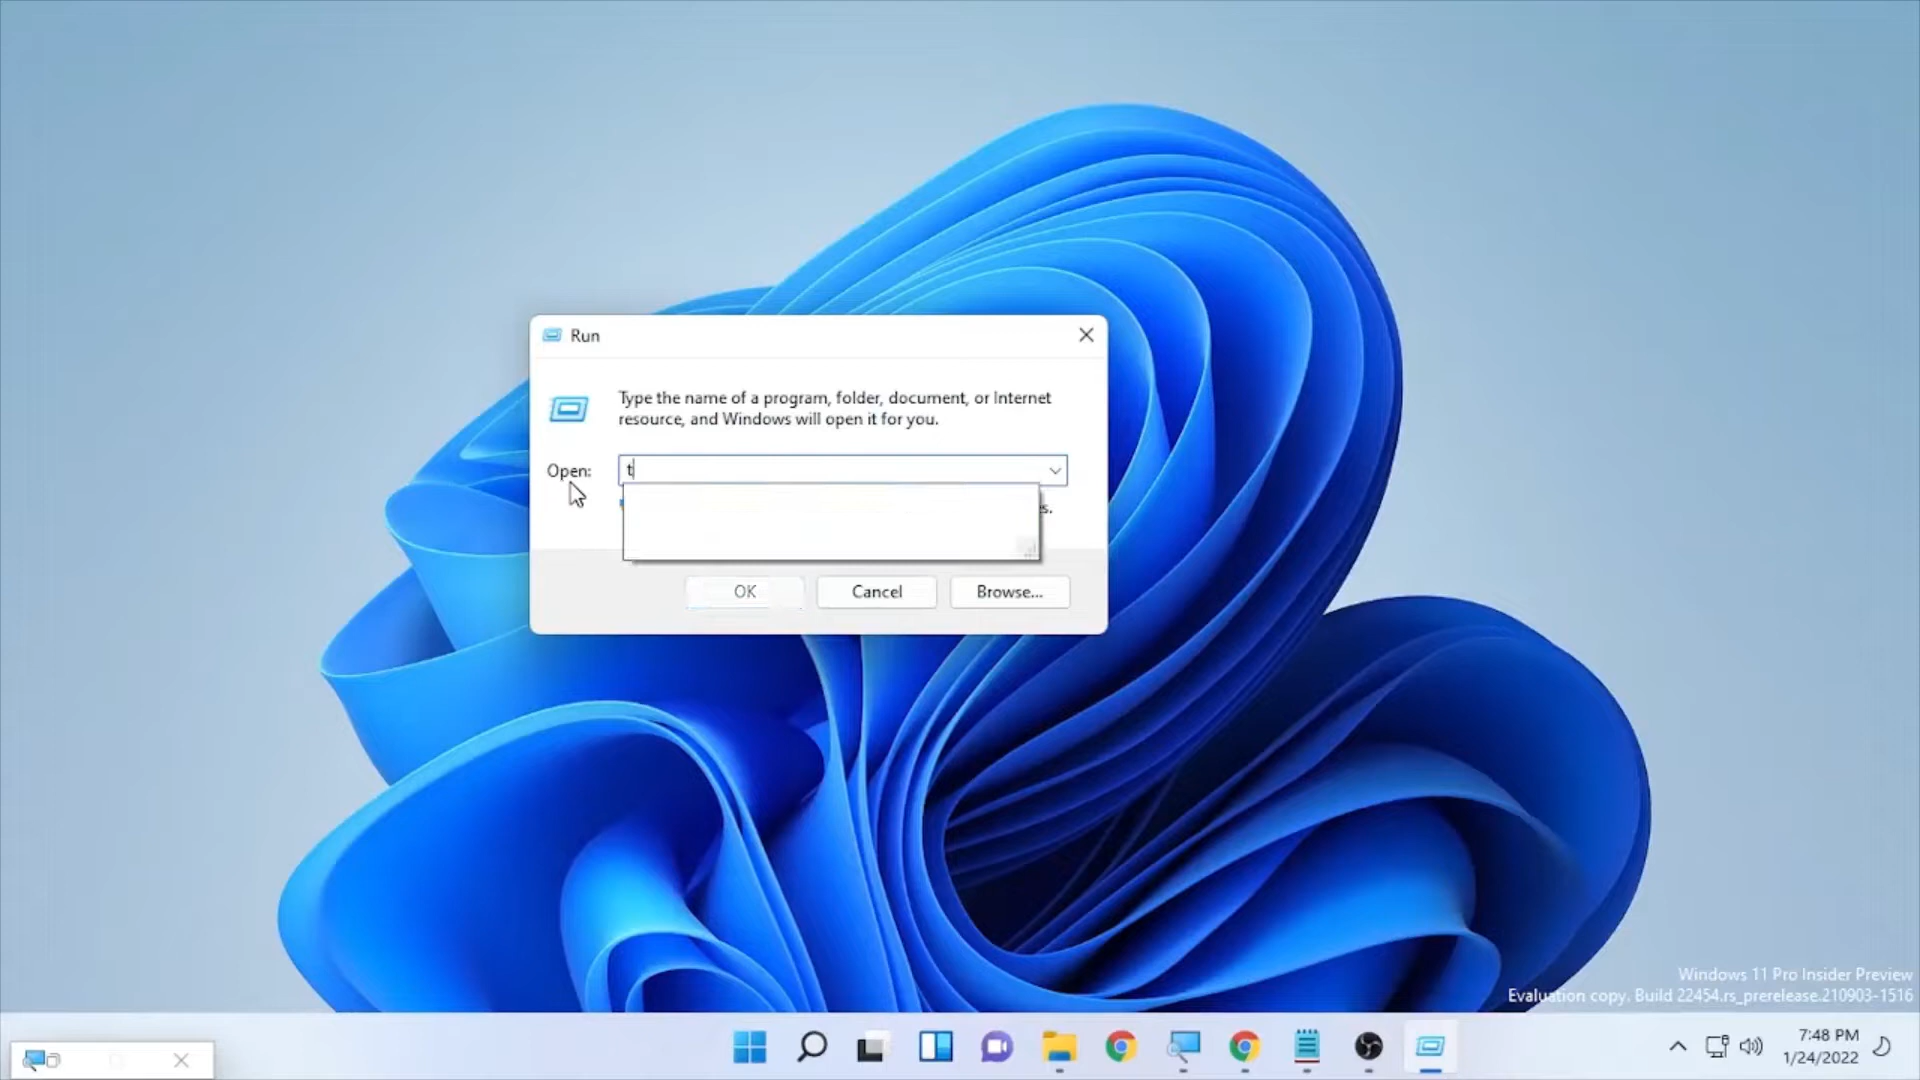 Run
Type the name of a program, folder, document, or Internet
resource, and Windows will open it for you.
Open:
t
s.
OK
Cancel
Browse...
Windows 11 Pro Insider Preview
Evaluation copy. Build 22454.rs_prerelease.210903-1516
7:48 PM
1/24/2022